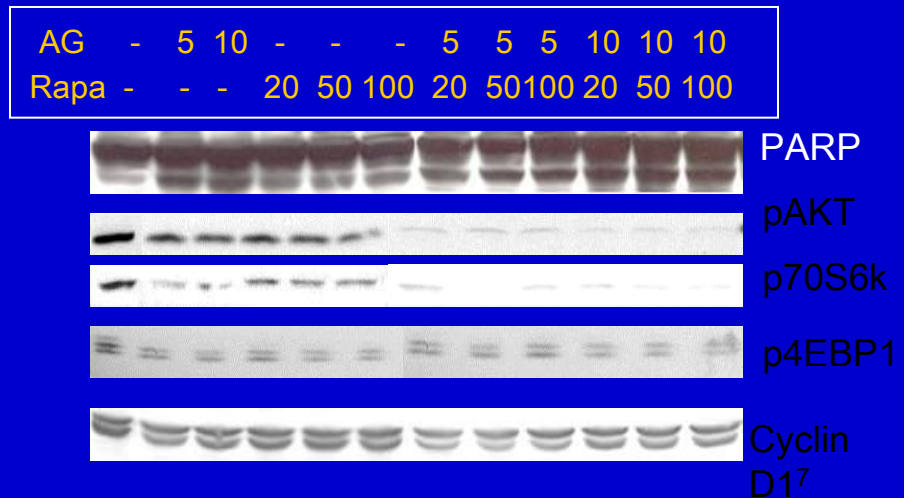 AG - 5 10 - - - 5 5 5 10 10 10
Rapa - - - 20 50 100 20 50100 20 50 100
PARP
pAKT
p70S6k
p4EBP1
Cyclin
D1⁷